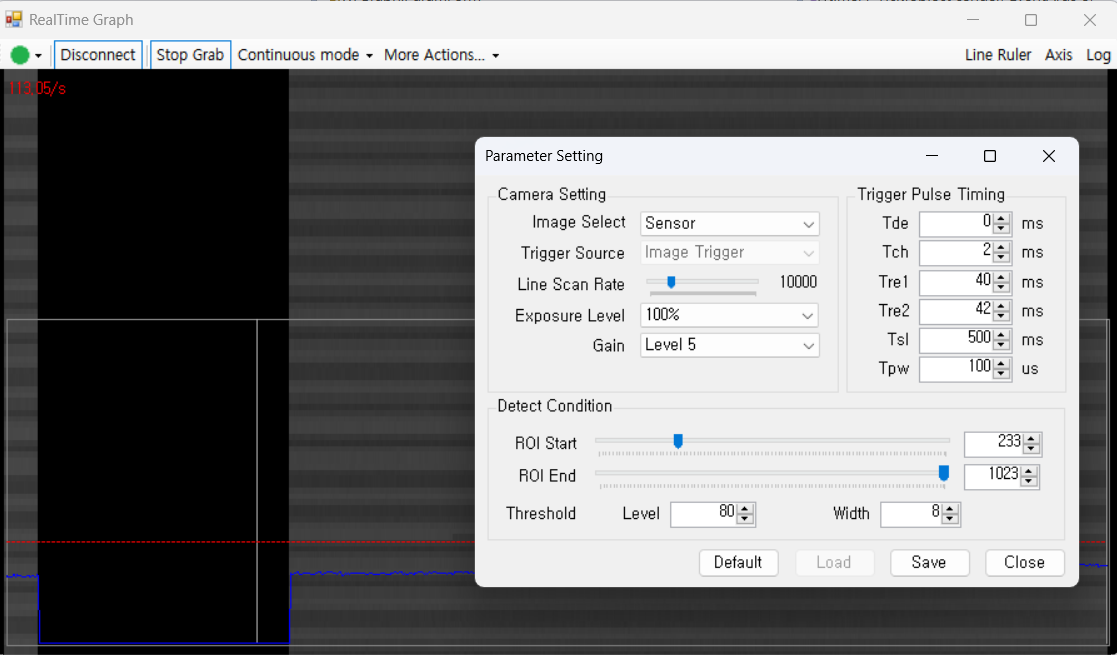 RealTime Graph
Disconnect Stop Grab Continuous mode More Actions... Line Ruler Axis Log
113.05/s
Parameter Setting
Camera Setting
Image Select Sensor
Trigger Source Image Trigger
Line Scan Rate 10000
Exposure Level 100%
Gain Level 5
Trigger Pulse Timing
Tde 0 ms
Tch 2 ms
Tre1 40 ms
Tre2 42 ms
Tsl 500 ms
Tpw 100 us
Detect Condition
ROI Start 233
ROI End 1023
Threshold Level 80 Width 8
Default Load Save Close